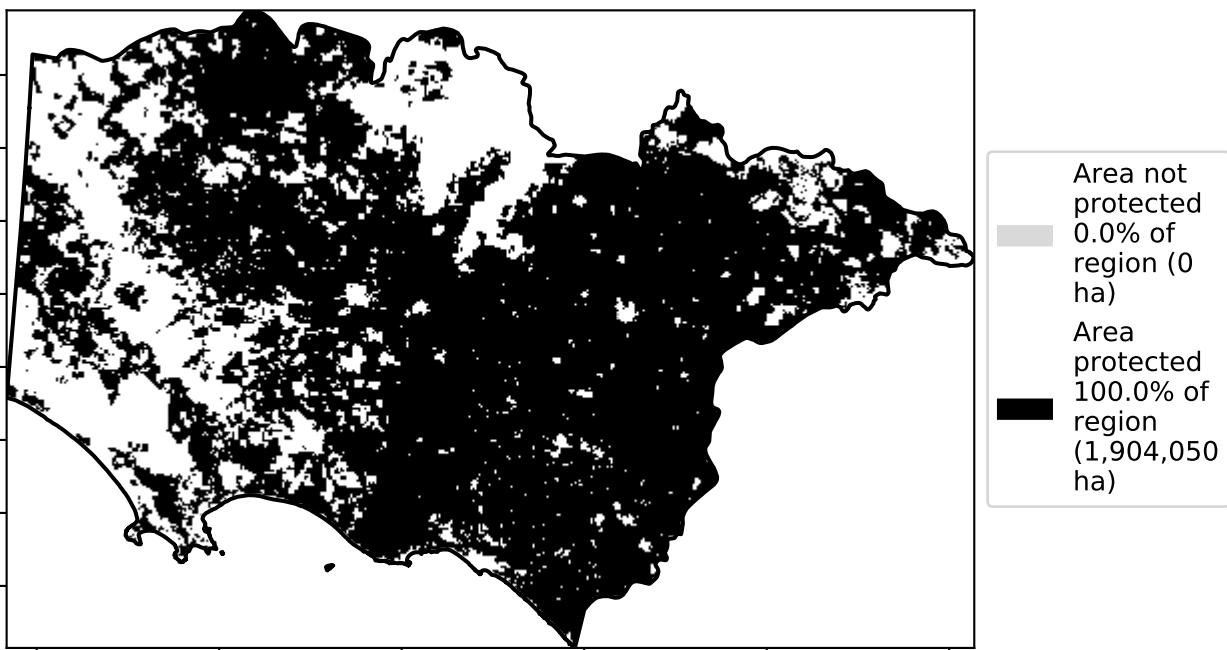 Area not
protected
0.0% of
region (0
ha)
Area
protected
100.0% of
region
(1,904,050
ha)